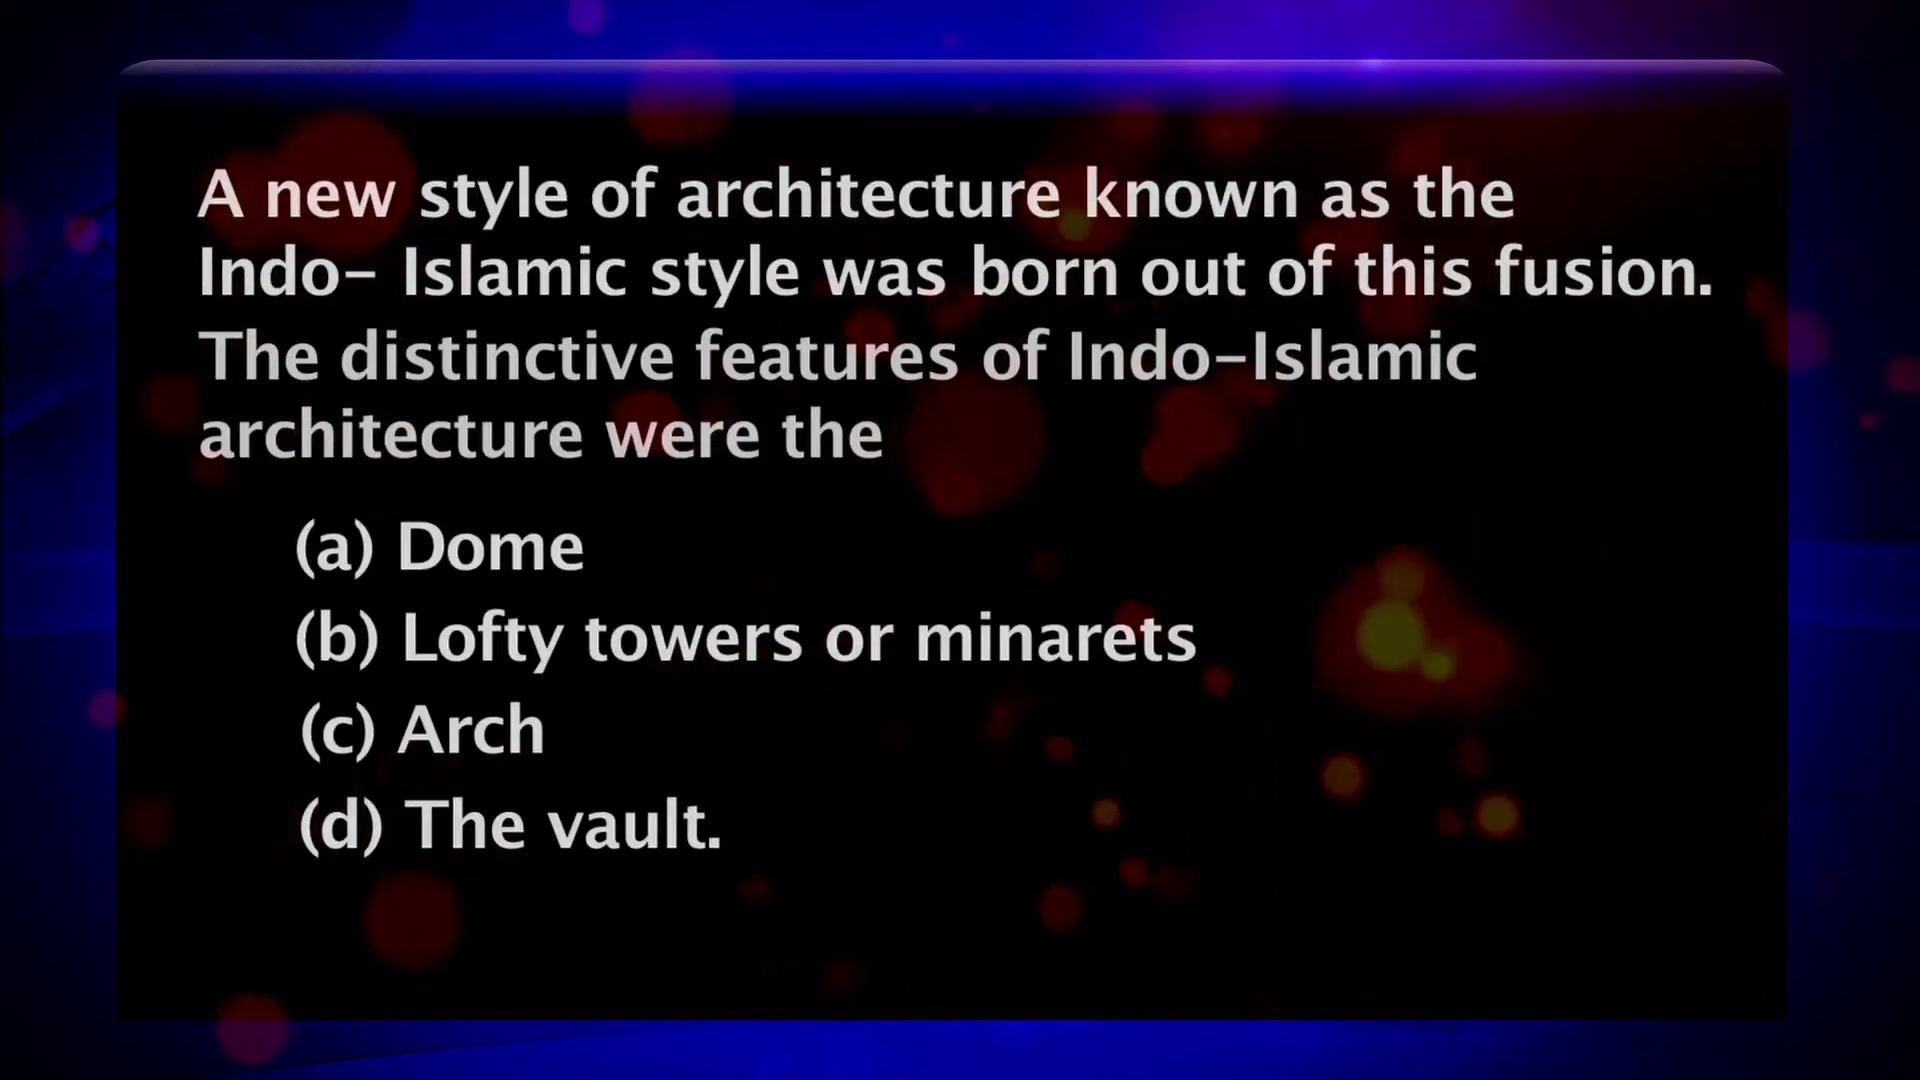 A new style of architecture known as the
Indo- Islamic style was born out of this fusion.
The distinctive features of Indo-Islamic
architecture were the
(a) Dome
(b) Lofty towers or minarets
(c) Arch
(d) The vault.